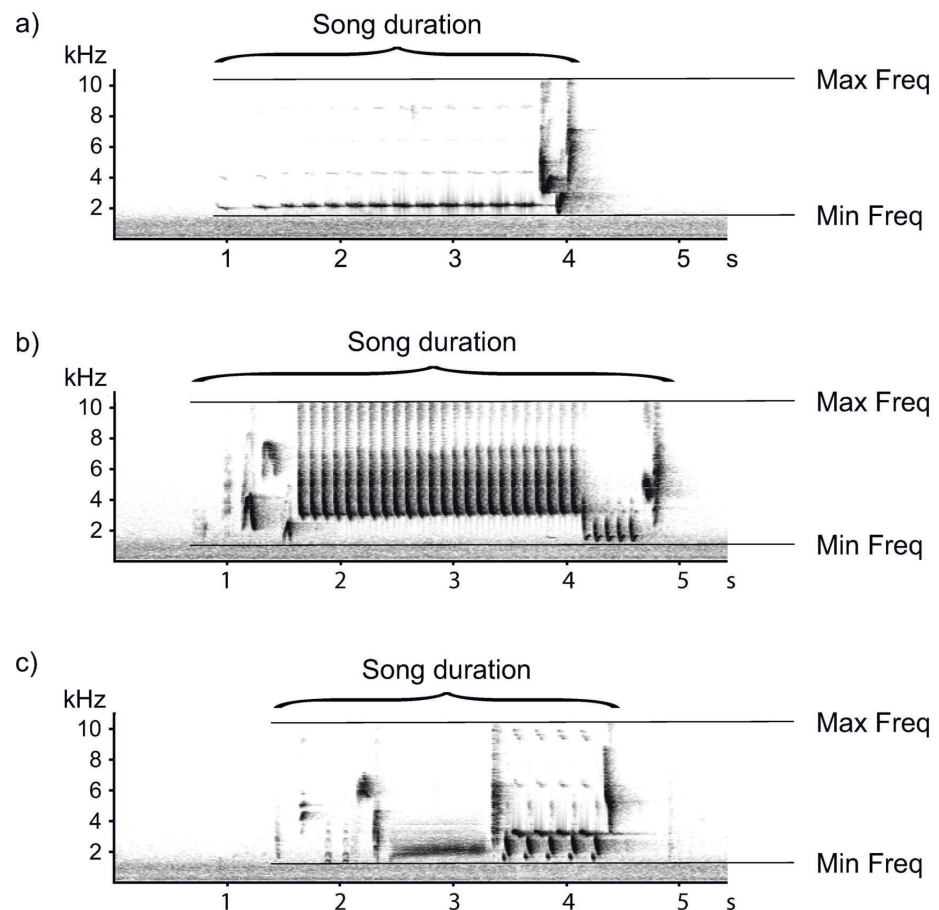 a)
Song duration
kHz
10
8
6
4
2
Max Freq
Min Freq
1 2 3 4 5 s
b)
Song duration
kHz
10
8
6
4
2
Max Freq
Min Freq
1 2 3 4 5 s
c)
Song duration
kHz
10
8
6
4
2
Max Freq
Min Freq
1 2 3 4 5 s